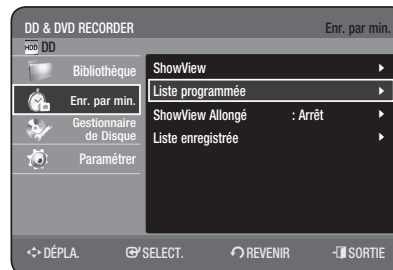 DD & DVD RECORDER Enr. par min.
HDD DD
Bibliothèque
Enr. par min.
Gestionnaire
de Disque
Paramétrer
ShowView
Liste programmée
ShowView Allongé : Arrêt
Liste enregistrée
DÉPLA. SELECT. REVENIR SORTIE